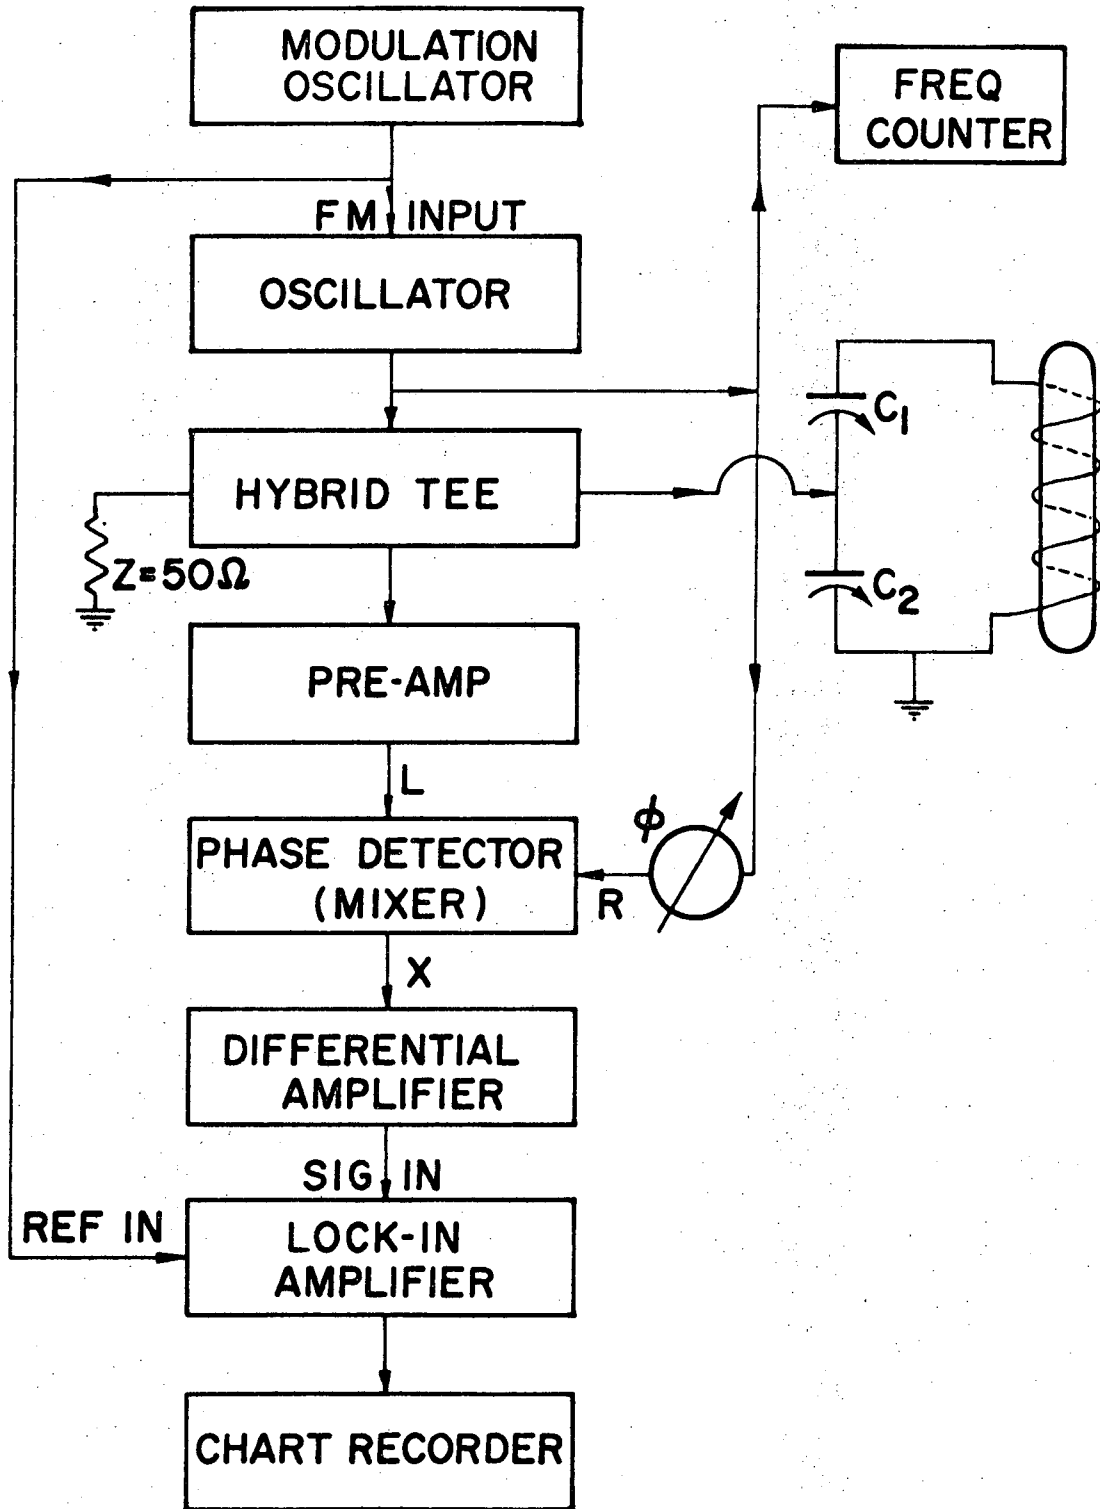 MODULATION
OSCILLATOR
FREQ
COUNTER
FM INPUT
OSCILLATOR
C1
HYBRID TEE
Z=50Ω
C2
PRE-AMP
L
ϕ
PHASE DETECTOR
(MIXER)
R
X
DIFFERENTIAL
AMPLIFIER
SIG IN
REF IN
LOCK-IN
AMPLIFIER
CHART RECORDER